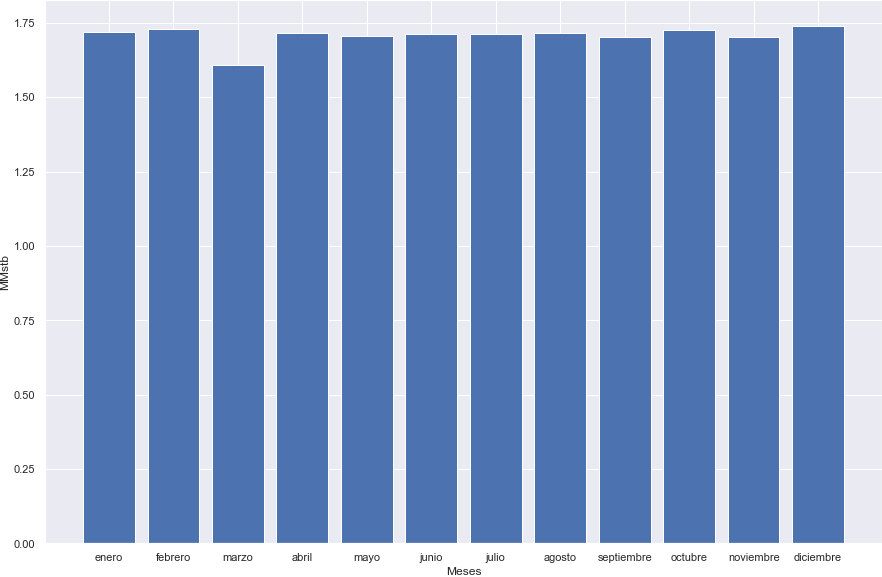 1.75
1.50
1.25
1.00
0.75
0.50
0.25
0.00
MMstb
enero febrero marzo abril mayo junio julio agosto septiembre octubre noviembre diciembre
Meses